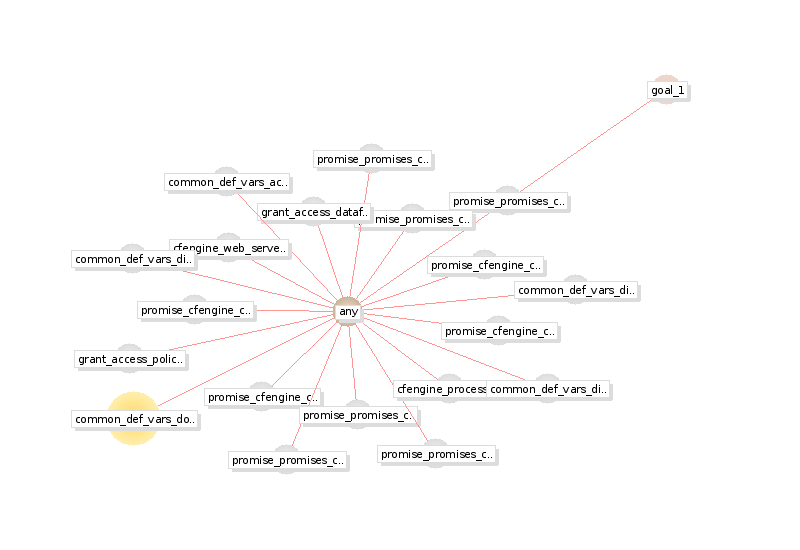 goal_1
promise_promises_c..
common_def_vars_ac..
promise_promises_c..
grant_access_dataf..
mise_promises_c..
cfengine_web_serve..
common_def_vars_di..
promise_cfengine_c..
common_def_vars_di..
promise_cfengine_c..
any
promise_cfengine_c..
grant_access_polic..
cfengine_process
common_def_vars_di..
promise_cfengine_c..
promise_promises_c..
common_def_vars_do..
promise_promises_c..
promise_promises_c..